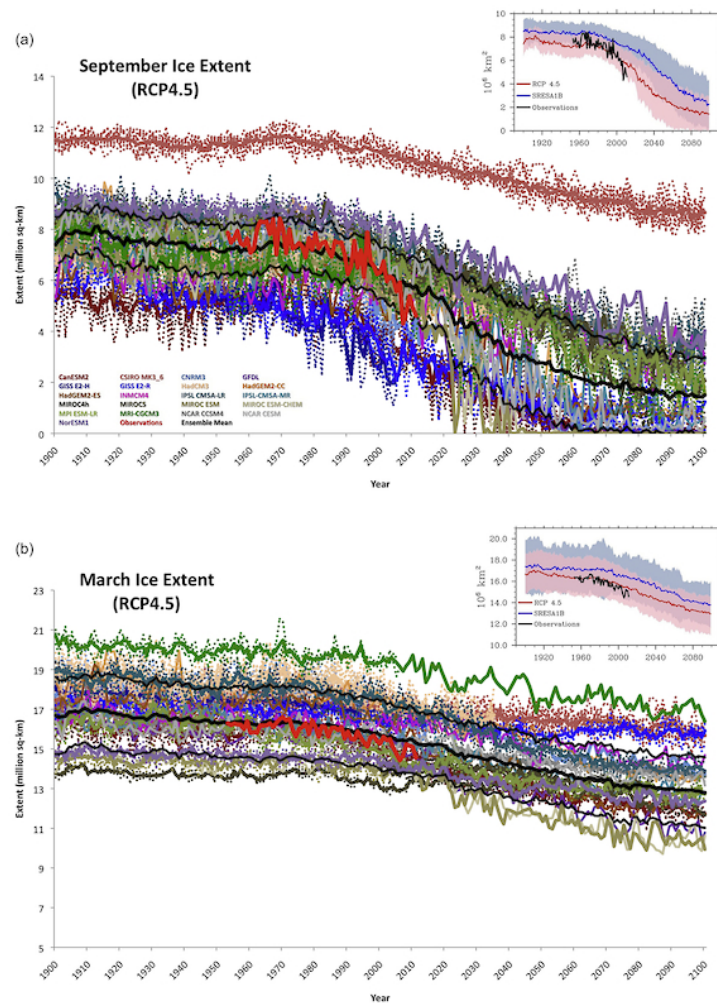 (a)
September Ice Extent
(RCP4.5)
10
8
6
4
2
0
10⁶ km²
RCP 4.5
SRESA1B
Observations
1920 1960 2000 2040 2080
14
12
10
8
6
4
2
0
Extent (million sq-km)
CanESM2 CSIRO MK3_6 CNRM3 GFDL
GISS E2-H GISS E2-R HadCM3 HadGEM2-CC
HadGEM2-ES INMCM4 IPSL CM5A-LR IPSL-CM5A-MR
MIROC4h MIROC5 MIROC ESM MIROC ESM-CHEM
MPI ESM-LR MRI-CGCM3 NCAR CCSM4 NCAR CESM
NorESM1 Observations Ensemble Mean
1900 1910 1920 1930 1940 1950 1960 1970 1980 1990 2000 2010 2020 2030 2040 2050 2060 2070 2080 2090 2100
Year
(b)
March Ice Extent
(RCP4.5)
20.0
18.0
16.0
14.0
12.0
10.0
10⁶ km²
RCP 4.5
SRESA1B
Observations
1920 1960 2000 2040 2080
23
21
19
17
15
13
11
9
7
5
Extent (million sq-km)
1900 1910 1920 1930 1940 1950 1960 1970 1980 1990 2000 2010 2020 2030 2040 2050 2060 2070 2080 2090 2100
Year